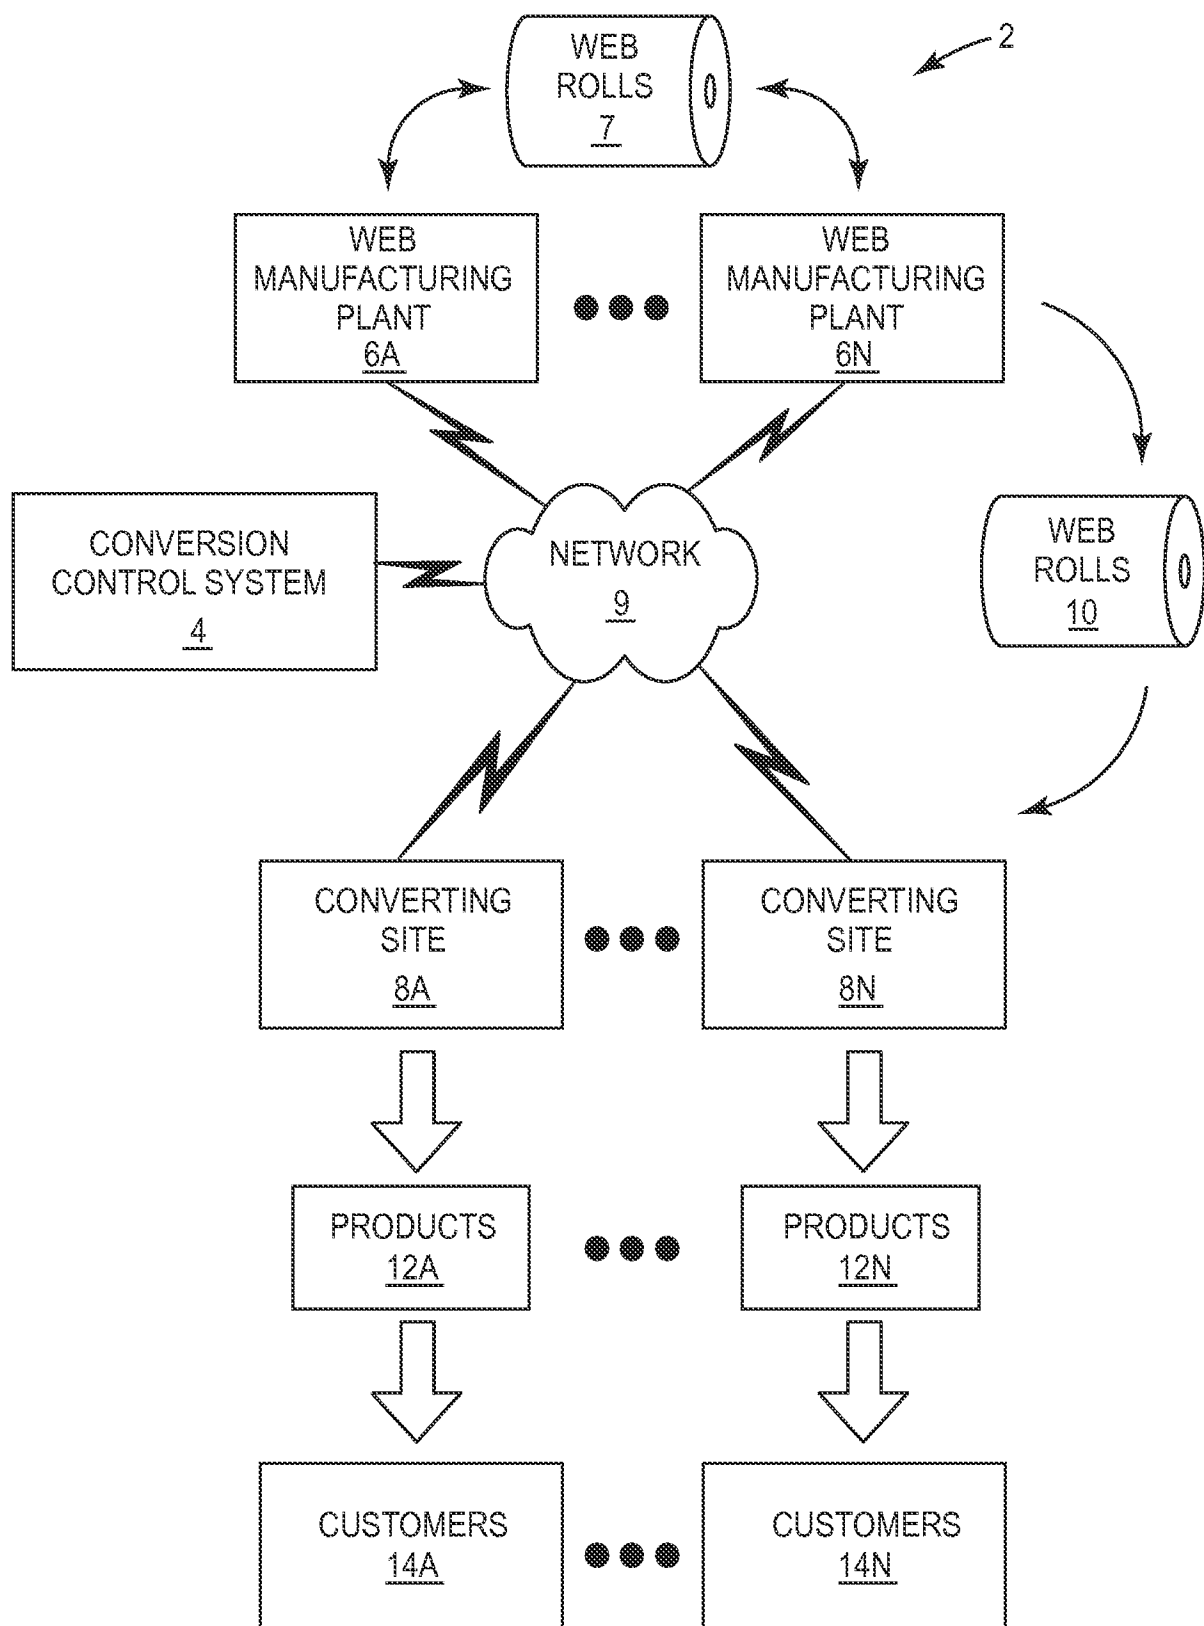 WEB
ROLLS
7
2
WEB
MANUFACTURING
PLANT
6A
WEB
MANUFACTURING
PLANT
6N
CONVERSION
CONTROL SYSTEM
4
NETWORK
9
WEB
ROLLS
10
CONVERTING
SITE
8A
CONVERTING
SITE
8N
PRODUCTS
12A
PRODUCTS
12N
CUSTOMERS
14A
CUSTOMERS
14N